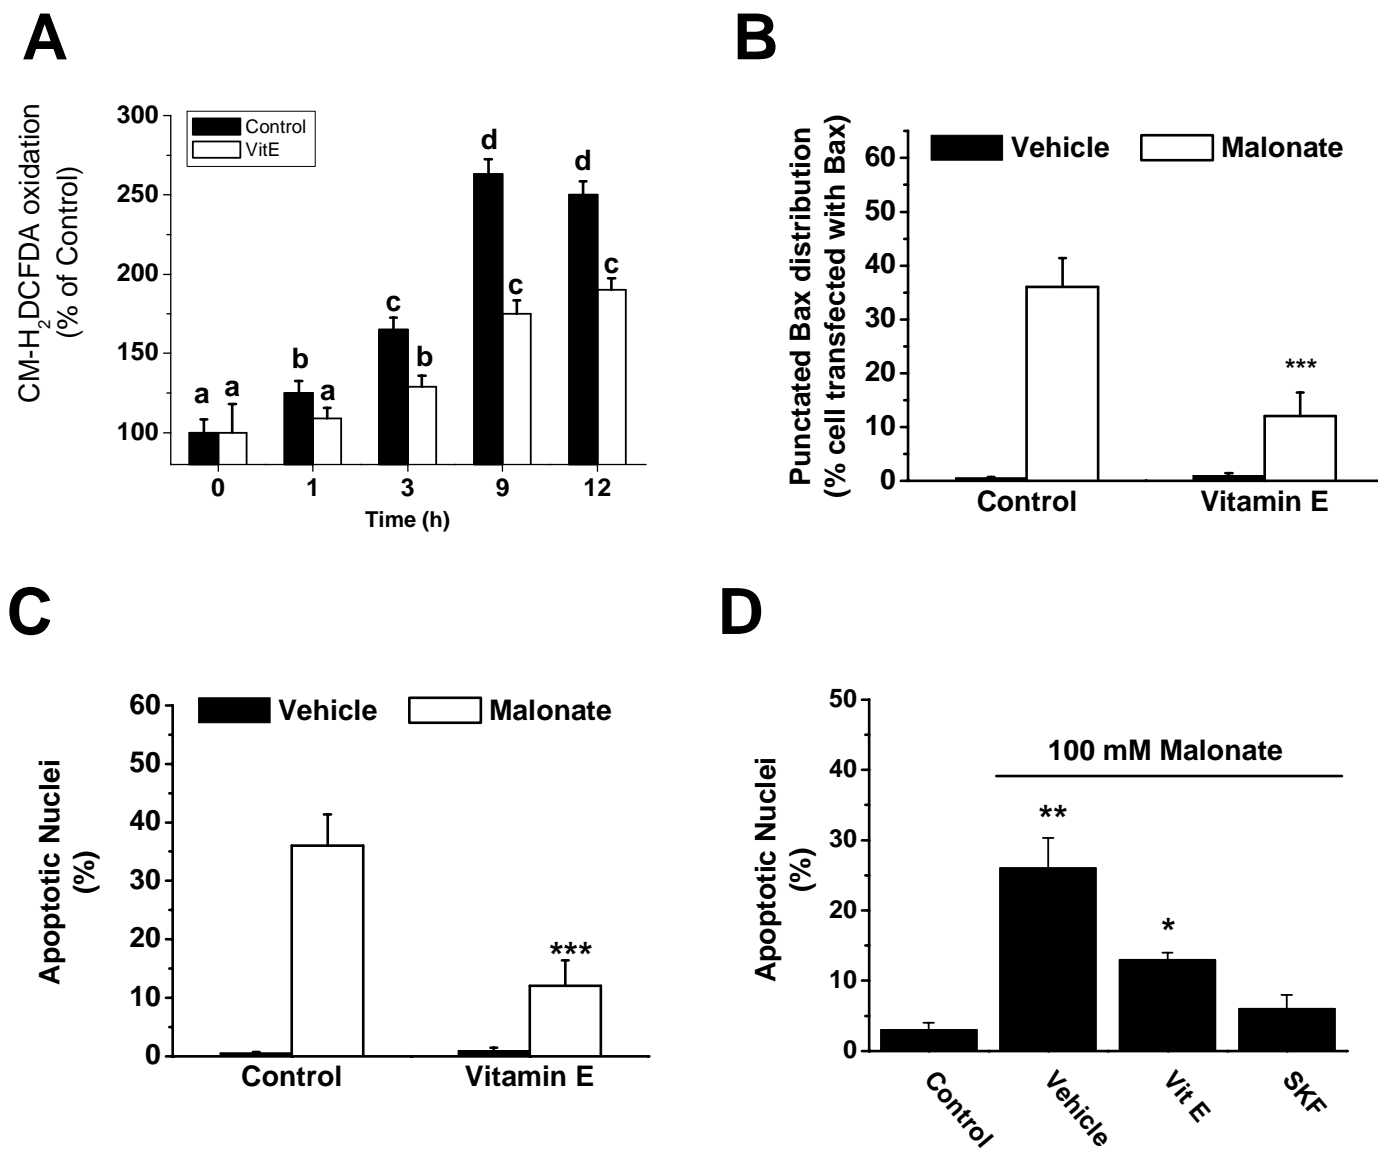 A
CM-H2DCFDA oxidation
(% of Control)
300
250
200
150
100
Control
VitE
a
a
b
a
c
b
d
c
d
c
0
1
3
9
12
Time (h)
B
Punctated Bax distribution
(% cell transfected with Bax)
60
50
40
30
20
10
0
Vehicle
Malonate
***
Control
Vitamin E
C
Apoptotic Nuclei
(%)
60
50
40
30
20
10
0
Vehicle
Malonate
***
Control
Vitamin E
D
Apoptotic Nuclei
(%)
50
40
30
20
10
0
100 mM Malonate
**
*
Control
Vehicle
Vit E
SKF